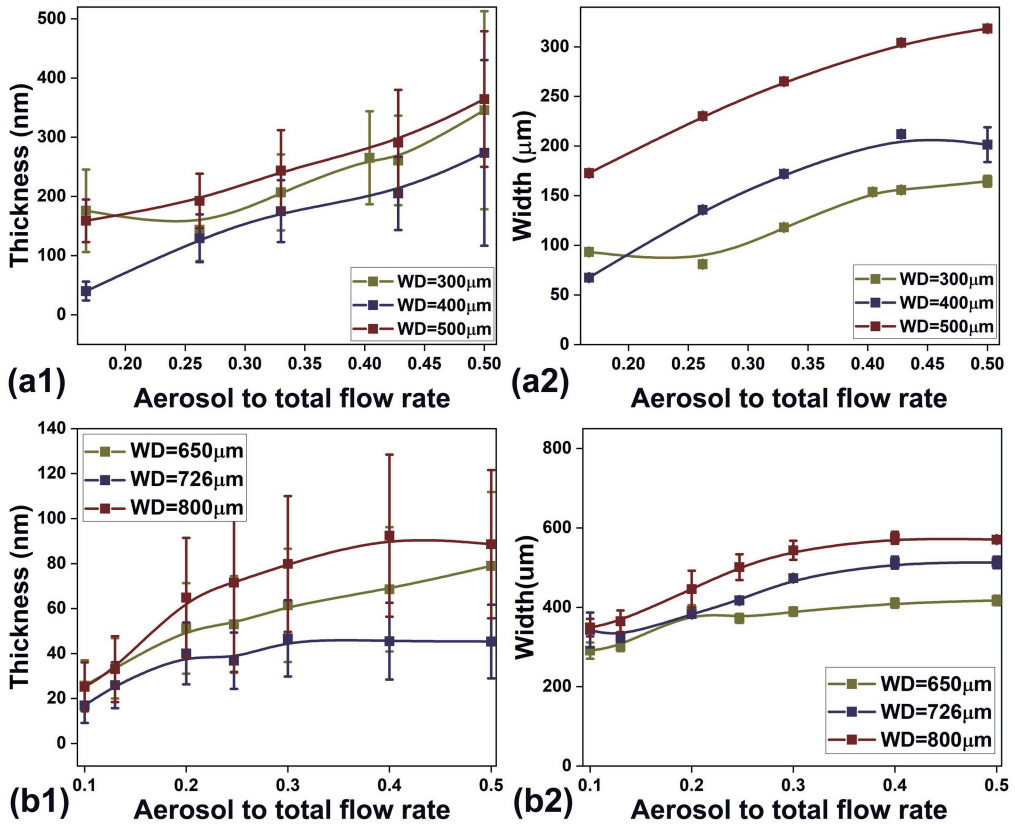 500
400
300
200
100
0
Thickness (nm)
0.20 0.25 0.30 0.35 0.40 0.45 0.50
WD=300μm
WD=400μm
WD=500μm
(a1) Aerosol to total flow rate
300
250
200
150
100
50
0
Width (μm)
0.20 0.25 0.30 0.35 0.40 0.45 0.50
WD=300μm
WD=400μm
WD=500μm
(a2) Aerosol to total flow rate
140
120
100
80
60
40
20
0
Thickness (nm)
WD=650μm
WD=726μm
WD=800μm
0.1 0.2 0.3 0.4 0.5
(b1) Aerosol to total flow rate
800
600
400
200
0
Width(um)
WD=650μm
WD=726μm
WD=800μm
0.1 0.2 0.3 0.4 0.5
(b2) Aerosol to total flow rate